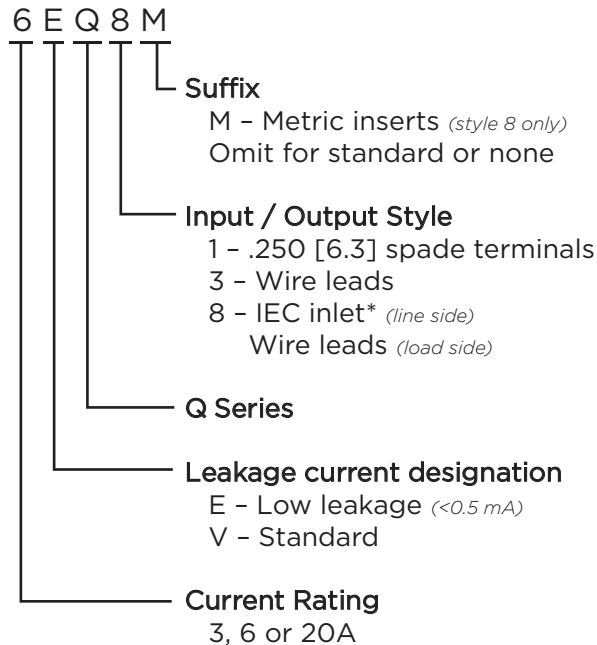 6 E Q 8 M
Suffix
M – Metric inserts (style 8 only)
Omit for standard or none
Input / Output Style
1 – .250 [6.3] spade terminals
3 – Wire leads
8 – IEC inlet* (line side)
Wire leads (load side)
Q Series
Leakage current designation
E – Low leakage (<0.5 mA)
V – Standard
Current Rating
3, 6 or 20A